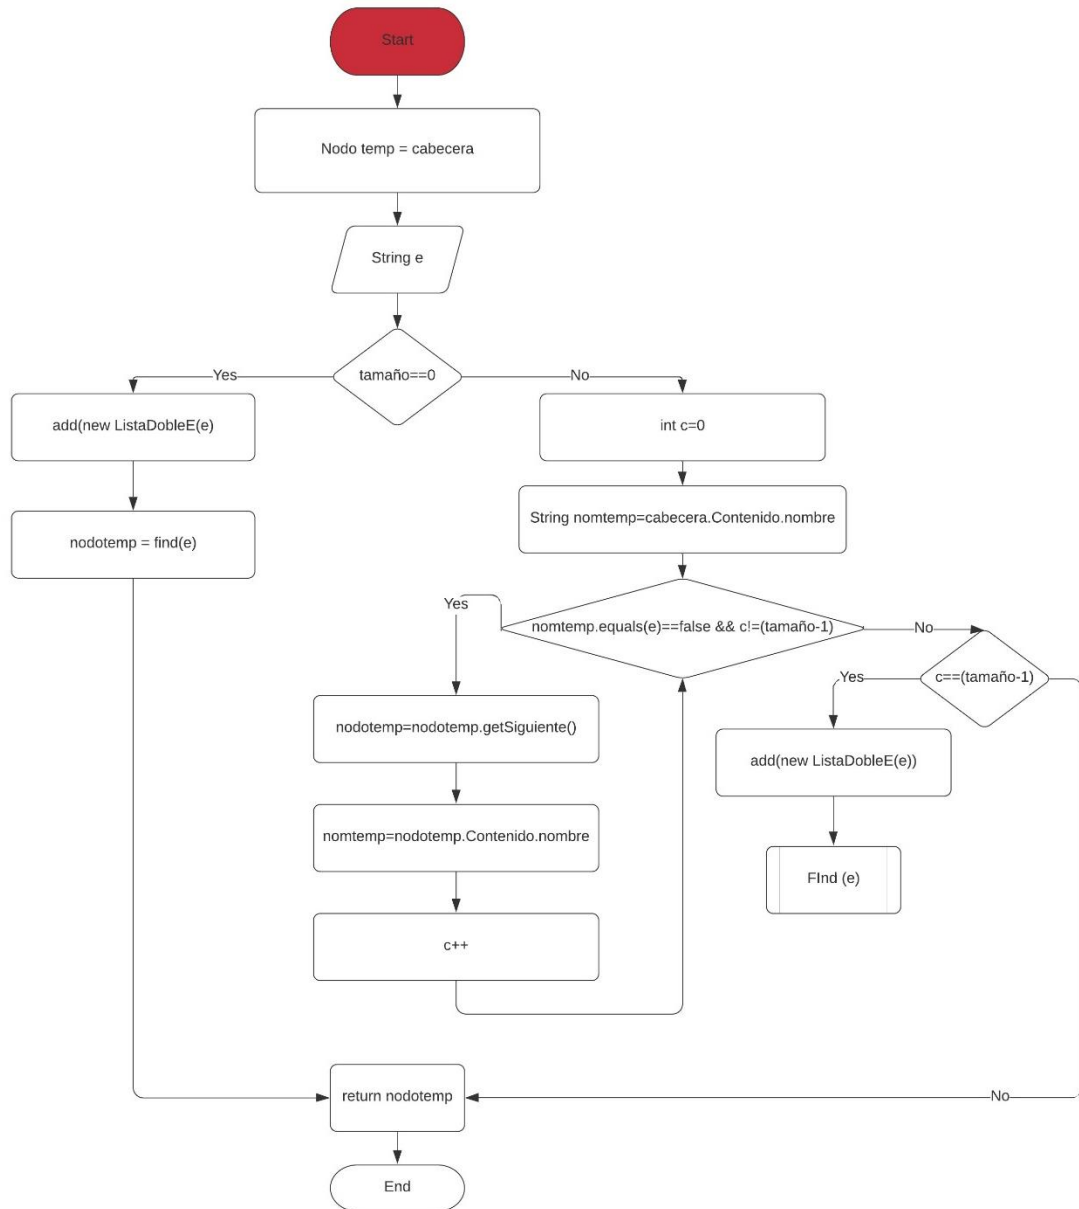 Start
Nodo temp = cabecera
String e
tamaño==0
Yes
No
add(new ListaDobleE(e)
nodotemp = find(e)
int c=0
String nomtemp=cabecera.Contenido.nombre
nomtemp.equals(e)==false && c!=(tamaño-1)
Yes
No
nodotemp=nodotemp.getSiguiente()
nomtemp=nodotemp.Contenido.nombre
c++
c==(tamaño-1)
Yes
add(new ListaDobleE(e))
FInd (e)
No
return nodotemp
End